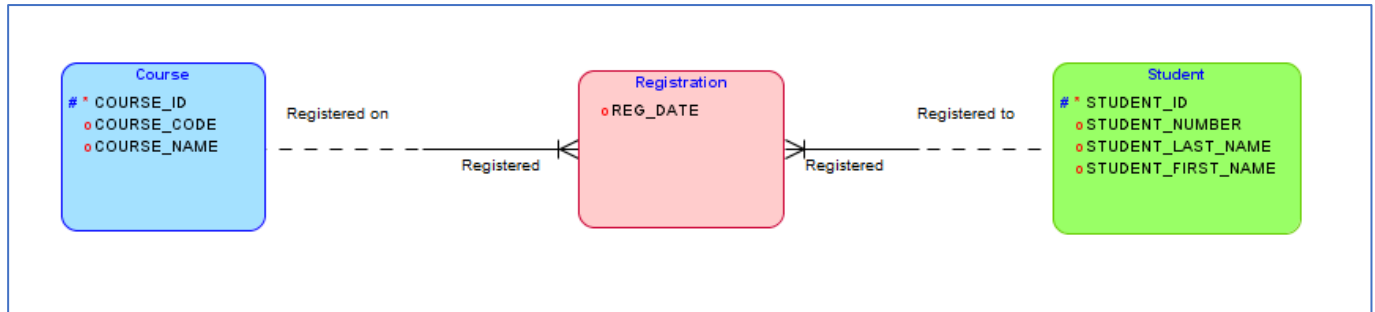 Course
# * COURSE_ID
o COURSE_CODE
o COURSE_NAME
Registered on
Registered
Registration
o REG_DATE
Registered to
Registered
Student
# * STUDENT_ID
o STUDENT_NUMBER
o STUDENT_LAST_NAME
o STUDENT_FIRST_NAME